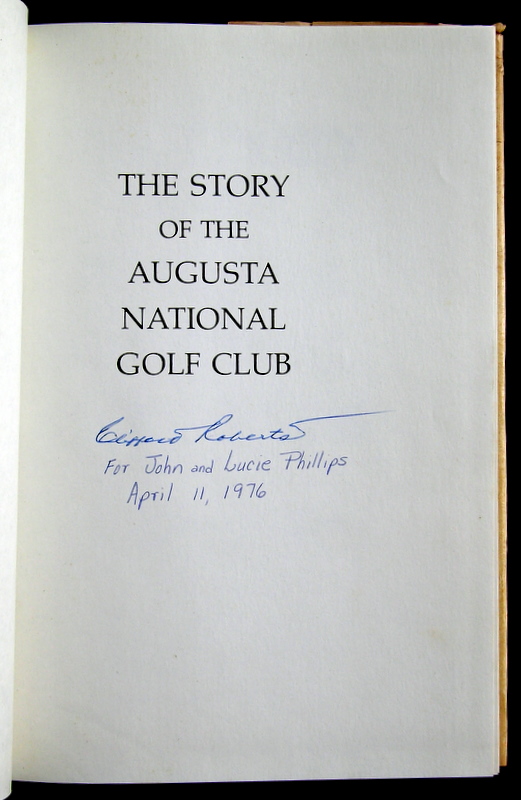 THE STORY
OF THE
AUGUSTA
NATIONAL
GOLF CLUB
Clifford Roberts
For John and Lucie Phillips
April 11, 1976